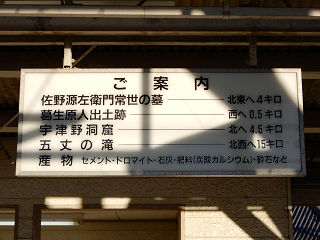 ご案内
佐野源左衛門常世の墓 北東へ4キロ
葛生原人出土跡 西へ0.5キロ
宇津野洞窟 北へ4.5キロ
五丈の滝 北西へ15キロ
産物 セメント・ドロマイト・石灰・肥料(炭酸カルシウム)・砕石など